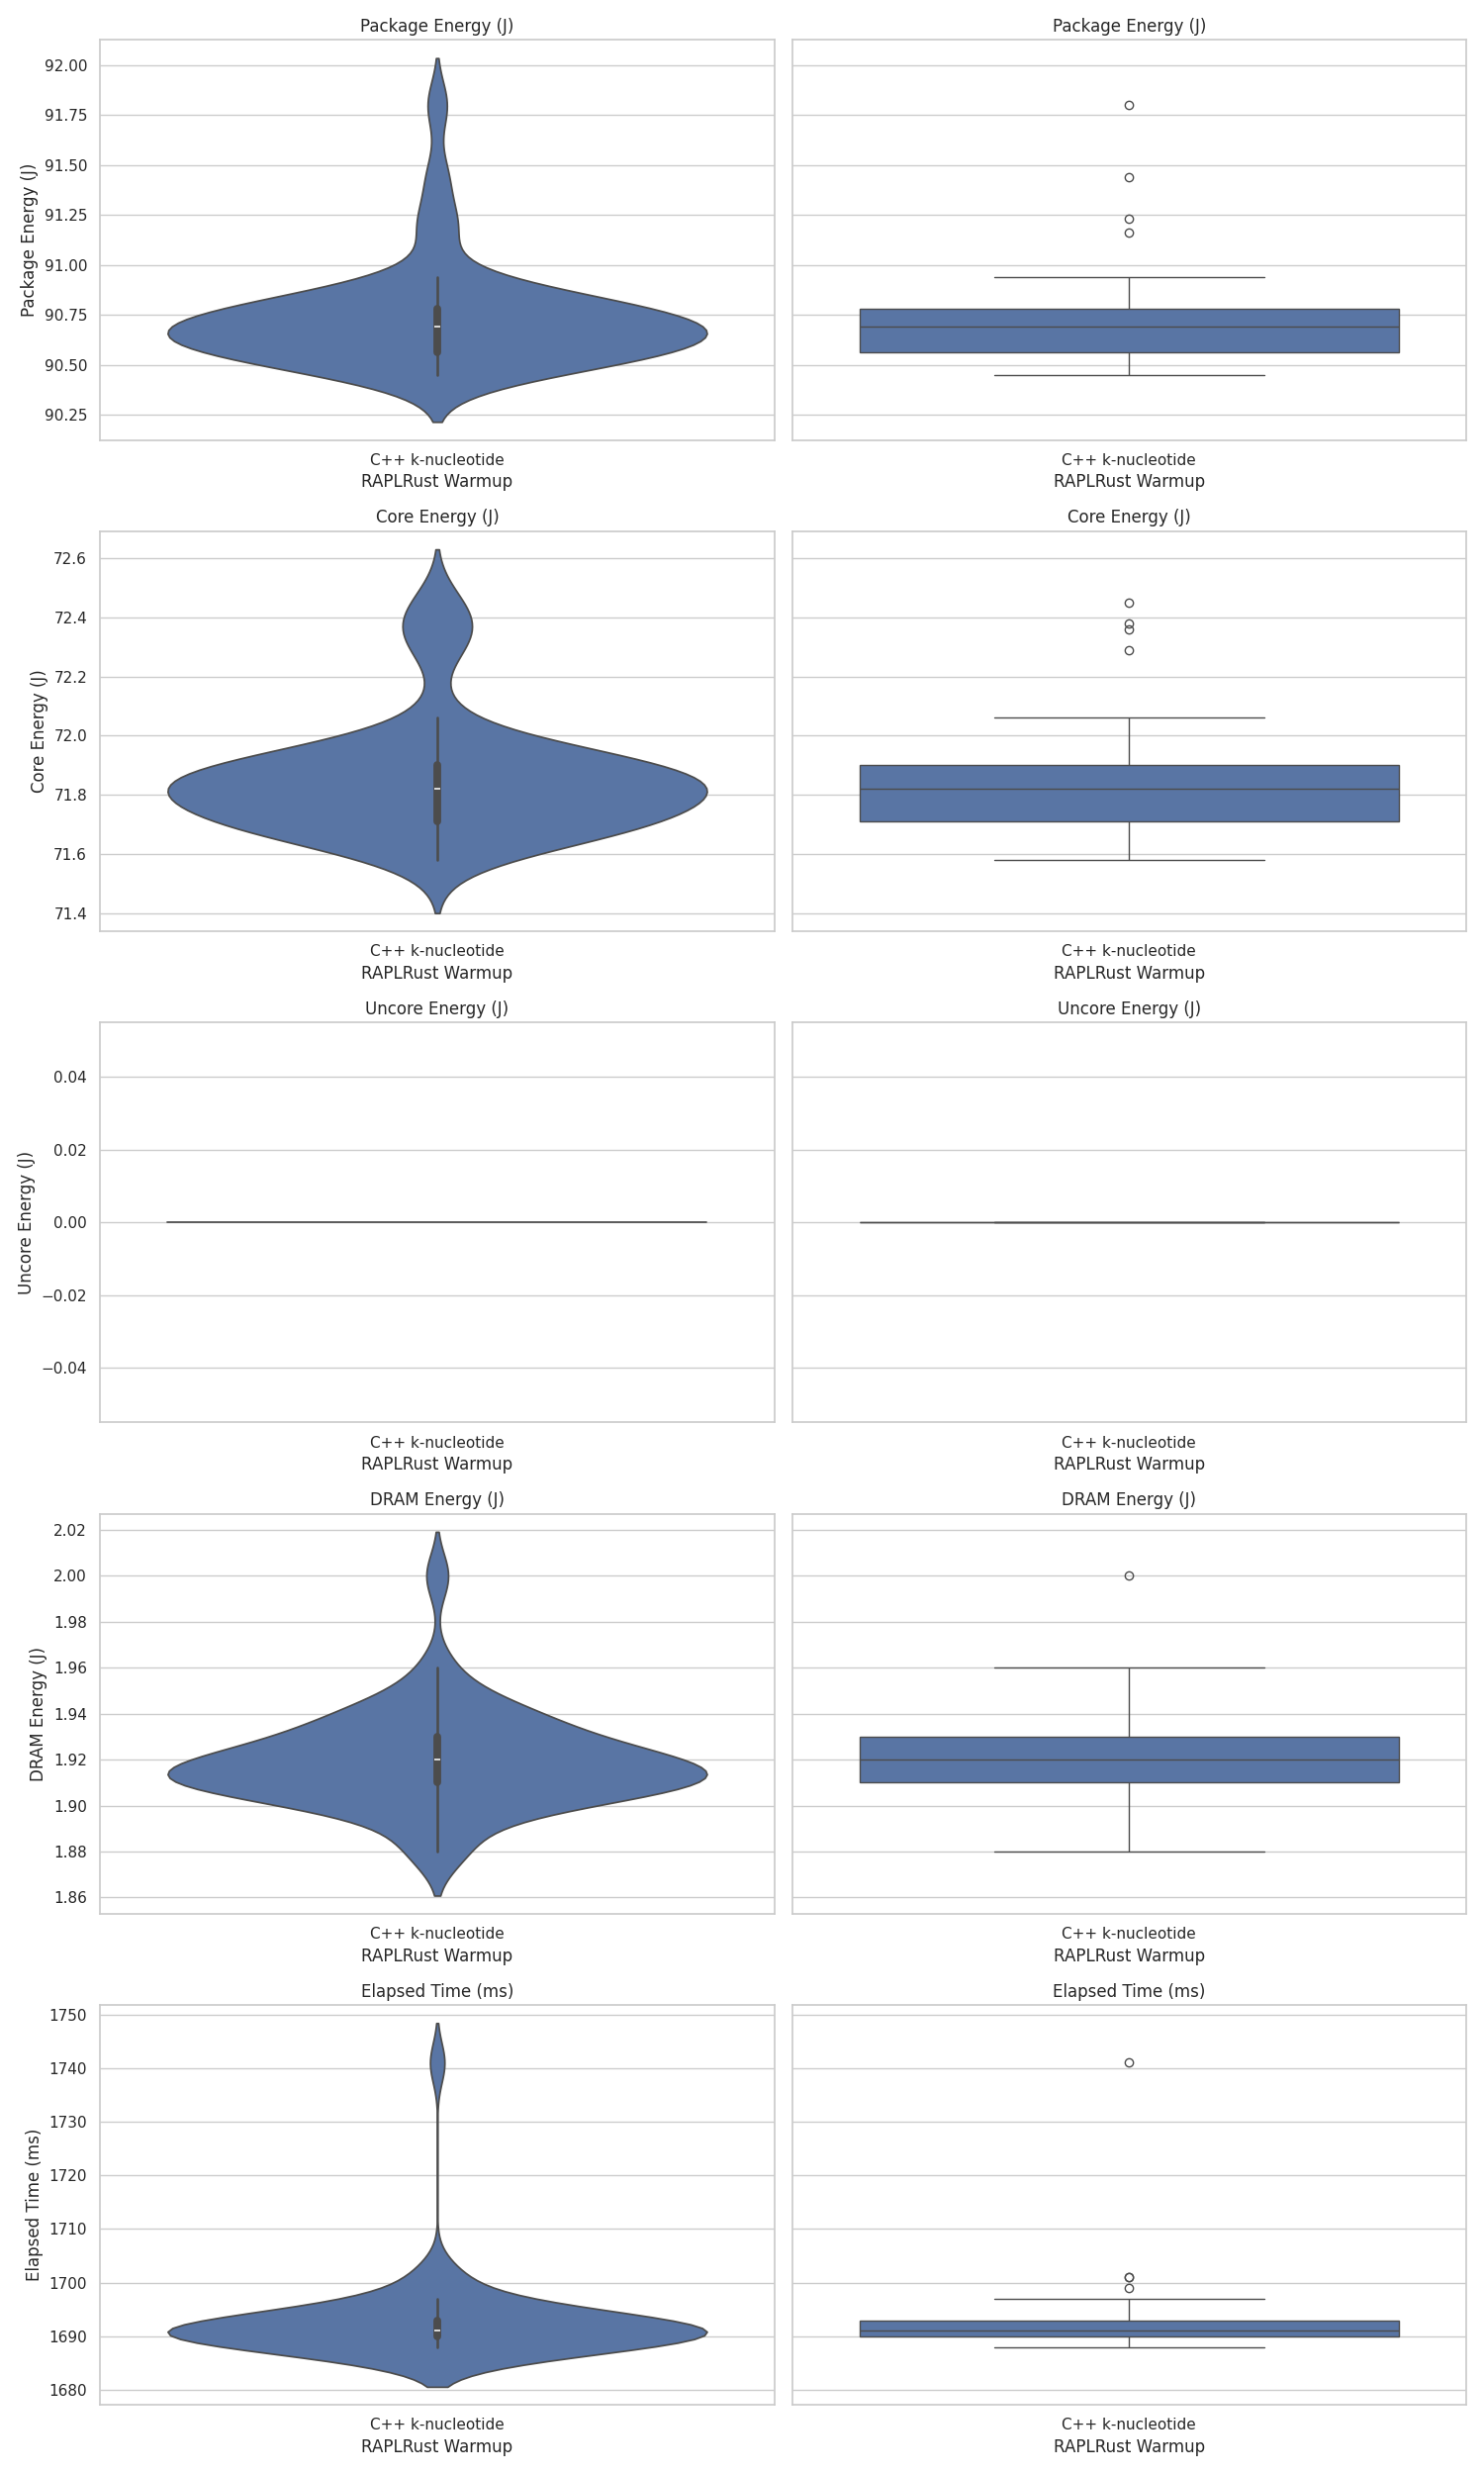 Package Energy (J)
Package Energy (J)
92.00
91.75
91.50
91.25
91.00
90.75
90.50
90.25
Package Energy (J)
C++ k-nucleotide
RAPLRust Warmup
C++ k-nucleotide
RAPLRust Warmup
Core Energy (J)
Core Energy (J)
72.6
72.4
72.2
72.0
71.8
71.6
71.4
Core Energy (J)
C++ k-nucleotide
RAPLRust Warmup
C++ k-nucleotide
RAPLRust Warmup
Uncore Energy (J)
Uncore Energy (J)
0.04
0.02
0.00
−0.02
−0.04
Uncore Energy (J)
C++ k-nucleotide
RAPLRust Warmup
C++ k-nucleotide
RAPLRust Warmup
DRAM Energy (J)
DRAM Energy (J)
2.02
2.00
1.98
1.96
1.94
1.92
1.90
1.88
1.86
DRAM Energy (J)
C++ k-nucleotide
RAPLRust Warmup
C++ k-nucleotide
RAPLRust Warmup
Elapsed Time (ms)
Elapsed Time (ms)
1750
1740
1730
1720
1710
1700
1690
1680
Elapsed Time (ms)
C++ k-nucleotide
RAPLRust Warmup
C++ k-nucleotide
RAPLRust Warmup